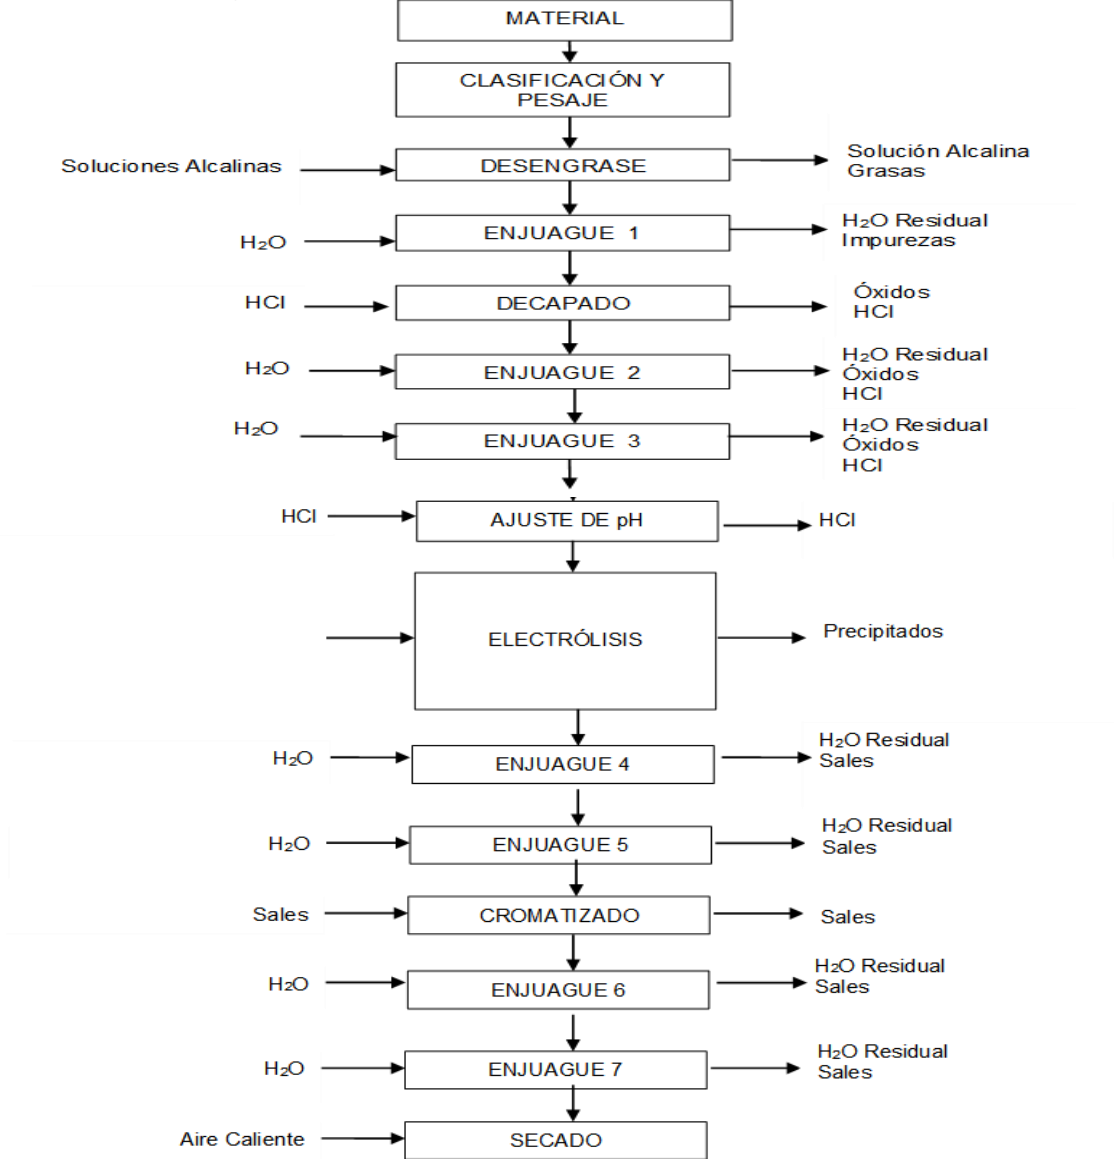 MATERIAL
CLASIFICACIÓN Y
PESAJE
Soluciones Alcalinas
DESENGRASE
Solución Alcalina
Grasas
H₂O
ENJUAGUE 1
H₂O Residual
Impurezas
HCl
DECAPADO
Óxidos
HCl
H₂O
ENJUAGUE 2
H₂O Residual
Óxidos
HCl
H₂O
ENJUAGUE 3
H₂O Residual
Óxidos
HCl
HCl
AJUSTE DE pH
HCl
ELECTRÓLISIS
Precipitados
H₂O
ENJUAGUE 4
H₂O Residual
Sales
H₂O
ENJUAGUE 5
H₂O Residual
Sales
Sales
CROMATIZADO
Sales
H₂O
ENJUAGUE 6
H₂O Residual
Sales
H₂O
ENJUAGUE 7
H₂O Residual
Sales
Aire Caliente
SECADO